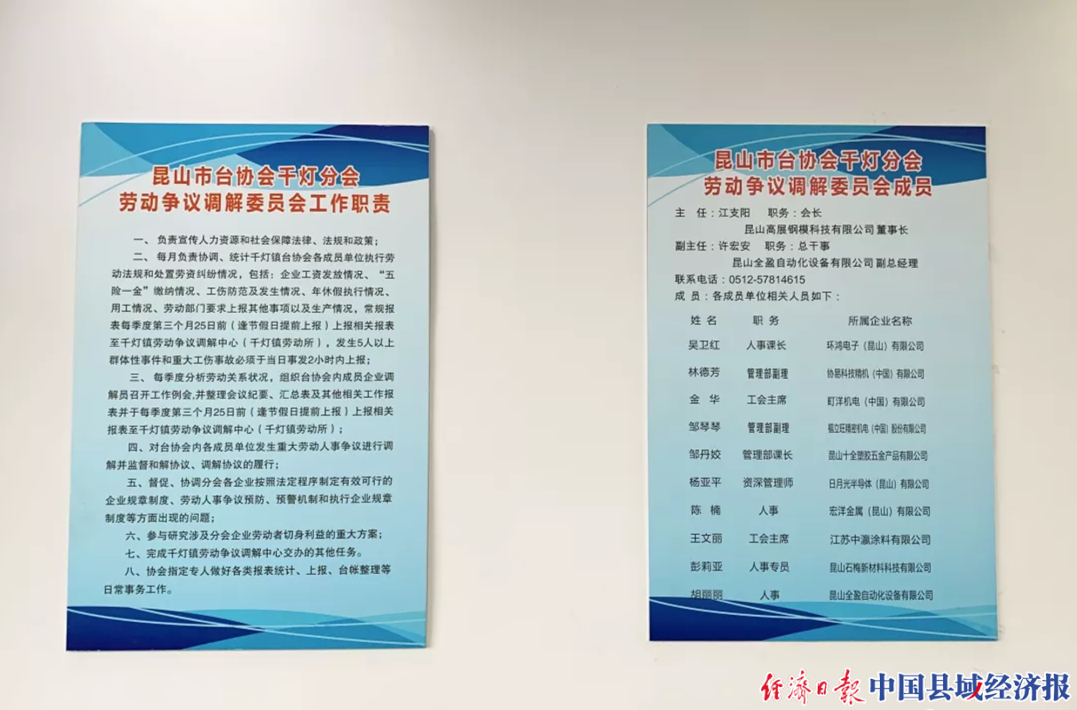 昆山市台协会千灯分会
劳动争议调解委员会工作职责
一、负责宣传人力资源和社会保障法律、法规和政策；
二、每月负责协调、统计千灯镇台协会各成员单位执行劳
动法规和处置劳资纠纷情况，包括：企业工资发放情况、“五
险一金”缴纳情况、工伤防范及发生情况、年休假执行情况、
用工情况、劳动部门要求上报其他事项以及生产情况，常规报
表每季度第三个月25日前（逢节假日提前上报）上报相关报表
至千灯镇劳动争议调解中心（千灯镇劳动所），发生5人以上
群体性事件和重大工伤事故必须于当日事发2小时内上报；
三、每季度分析劳动关系状况，组织台协会内成员企业调
解员召开工作例会,并整理会议纪要、汇总表及其他相关工作报
表并于每季度第三个月25日前（逢节假日提前上报）上报相关
报表至千灯镇劳动争议调解中心（千灯镇劳动所）；
四、对台协会内各成员单位发生重大劳动人事争议进行调
解并监督和解协议、调解协议的履行；
五、督促、协调分会各企业按照法定程序制定有效可行的
企业规章制度、劳动人事争议预防、预警机制和执行企业规章
制度等方面出现的问题；
六、参与研究涉及分会企业劳动者切身利益的重大方案；
七、完成千灯镇劳动争议调解中心交办的其他任务。
八、协会指定专人做好各类报表统计、上报、台帐整理等
日常事务工作。
昆山市台协会千灯分会
劳动争议调解委员会成员
主 任：江支阳 职务：会长
昆山高展钢模科技有限公司董事长
副主任：许宏安 职务：总干事
昆山全盈自动化设备有限公司 副总经理
联系电话：0512-57814615
成 员：各成员单位相关人员如下：
姓 名 职 务 所属企业名称
吴卫红 人事课长 环鸿电子（昆山）有限公司
林德芳 管理部副理 协易科技精机（中国）有限公司
金 华 工会主席 町洋机电（中国）有限公司
邹琴琴 管理部副理 福立旺精密机电（中国）股份有限公司
邹丹姣 管理部课长 昆山十全塑胶五金产品有限公司
杨亚平 资深管理师 日月光半导体（昆山）有限公司
陈 楠 人事 宏洋金属（昆山）有限公司
王文丽 工会主席 江苏中瀛涂料有限公司
彭莉亚 人事专员 昆山石梅新材料科技有限公司
胡丽丽 人事 昆山全盈自动化设备有限公司
经济日报 中国县域经济报